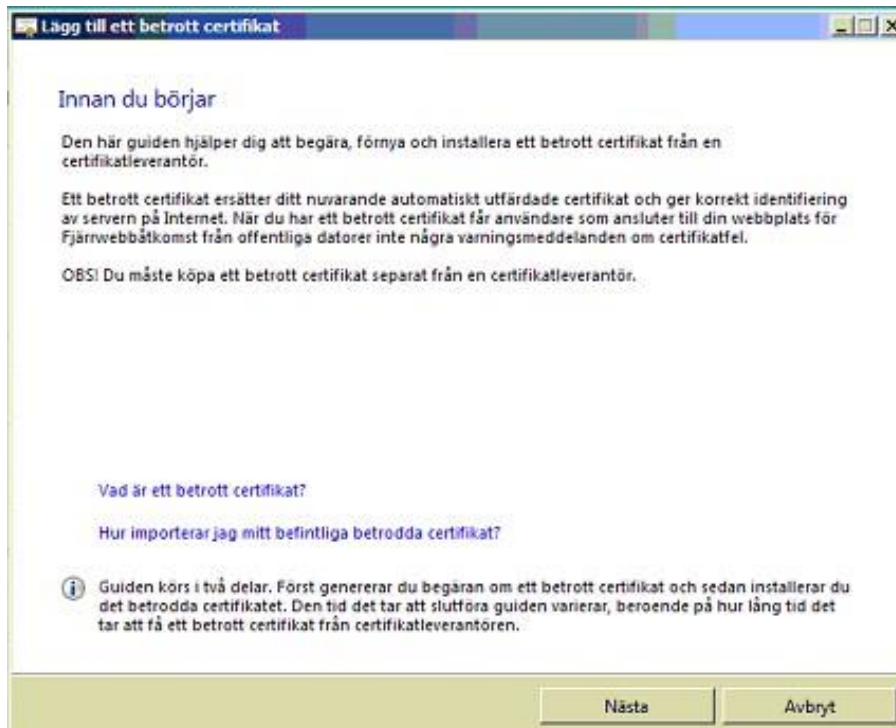 Lägg till ett betrott certifikat
Innan du börjar
Den här guiden hjälper dig att begära, förnya och installera ett betrott certifikat från en
certifikatleverantör.
Ett betrott certifikat ersätter ditt nuvarande automatiskt utfärdade certifikat och ger korrekt identifiering
av servern på Internet. När du har ett betrott certifikat får användare som ansluter till din webbplats för
Fjärrwebbåtkomst från offentliga datorer inte några varningsmeddelanden om certifikatfel.
OBS! Du måste köpa ett betrott certifikat separat från en certifikatleverantör.
Vad är ett betrott certifikat?
Hur importerar jag mitt befintliga betrodda certifikat?
Guiden körs i två delar. Först genererar du begäran om ett betrott certifikat och sedan installerar du
det betrodda certifikatet. Den tid det tar att slutföra guiden varierar, beroende på hur lång tid det
tar att få ett betrott certifikat från certifikatleverantören.
Nästa
Avbryt